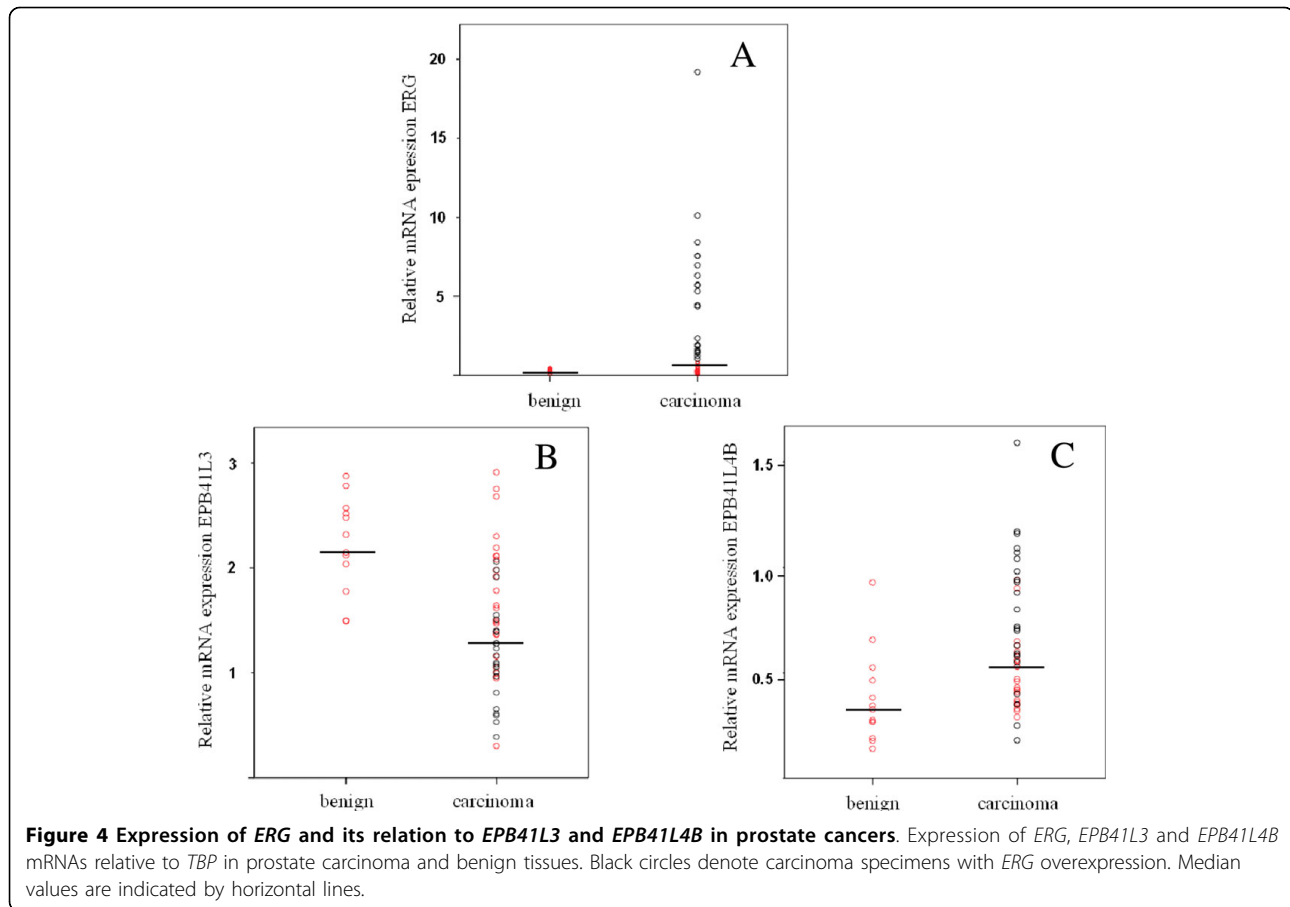 A
Relative mRNA epression ERG
20
15
10
5
benign
carcinoma
B
Relative mRNA expression EPB41L3
3
2
1
benign
carcinoma
C
Relative mRNA expression EPB41L4B
1.5
1.0
0.5
benign
carcinoma
Figure 4 Expression of ERG and its relation to EPB41L3 and EPB41L4B in prostate cancers. Expression of ERG, EPB41L3 and EPB41L4B
mRNAs relative to TBP in prostate carcinoma and benign tissues. Black circles denote carcinoma specimens with ERG overexpression. Median
values are indicated by horizontal lines.